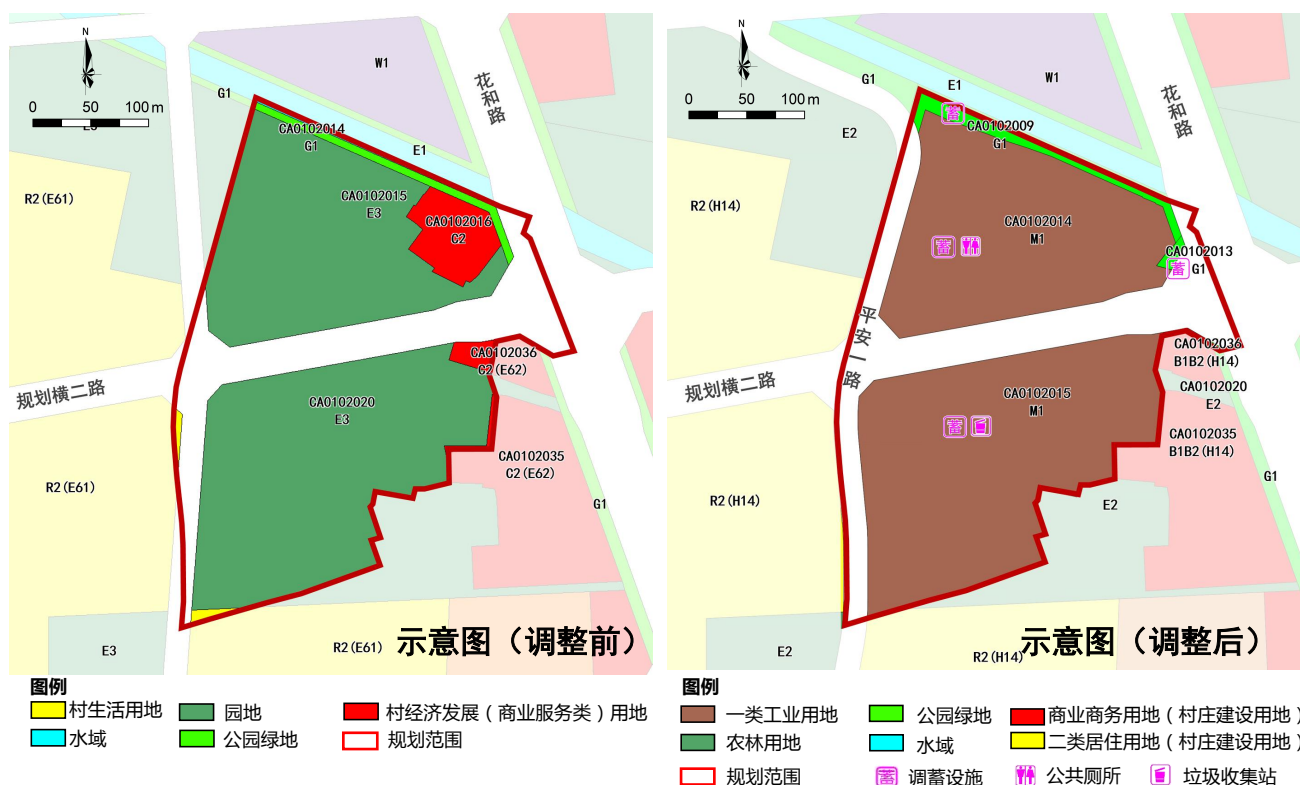 N
0 50 100 m
E3
G1
W1
花和路
CA0102014
G1
E1
CA0102015
E3
CA0102016
C2
R2(E61)
CA0102036
C2(E62)
规划横二路
CA0102020
E3
CA0102035
C2(E62)
R2(E61)
G1
E3
R2(E61)
示意图（调整前）
图例
村生活用地
园地
村经济发展（商业服务类）用地
水域
公园绿地
规划范围
N
0 50 100 m
G1
E1
W1
花和路
E2
蓄
CA0102009
G1
R2(H14)
CA0102014
M1
蓄
CA0102013
蓄
G1
平安一路
CA0102036
B1B2(H14)
规划横二路
CA0102020
E2
CA0102015
M1
蓄
CA0102035
B1B2(H14)
R2(H14)
E2
G1
E2
R2(H14)
示意图（调整后）
图例
一类工业用地
公园绿地
商业商务用地（村庄建设用地）
农林用地
水域
二类居住用地（村庄建设用地）
规划范围
蓄 调蓄设施
公共厕所
垃圾收集站